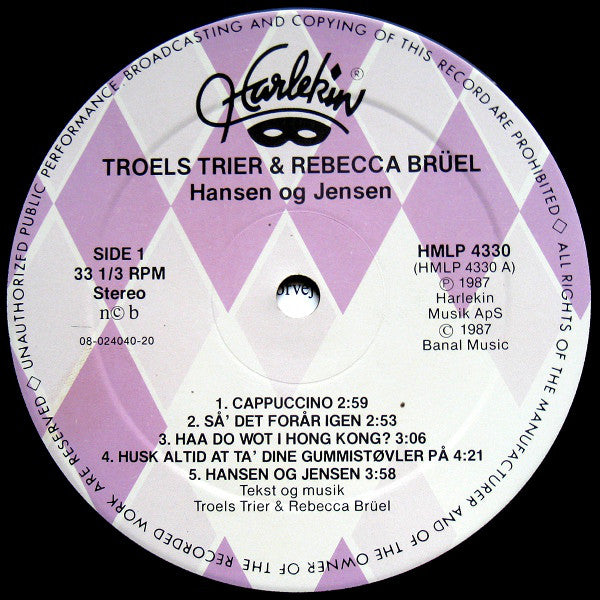 UNAUTHORIZED PUBLIC PERFORMANCE. BROADCASTING AND COPYING OF THIS RECORD ARE PROHIBITED ◇ ALL RIGHTS OF THE MANUFACTURER AND OF THE OWNER OF THE RECORDED WORK ARE RESERVED ◇
Harlekin ®
TROELS TRIER & REBECCA BRÜEL
Hansen og Jensen
SIDE 1
33 1/3 RPM
Stereo
n©b
08-024040-20
HMLP 4330
(HMLP 4330 A)
℗ 1987
Harlekin
Musik ApS
© 1987
Banal Music
1. CAPPUCCINO 2:59
2. SÅ' DET FORÅR IGEN 2:53
3. HAA DO WOT I HONG KONG? 3:06
4. HUSK ALTID AT TA' DINE GUMMISTØVLER PÅ 4:21
5. HANSEN OG JENSEN 3:58
Tekst og musik
Troels Trier & Rebecca Brüel